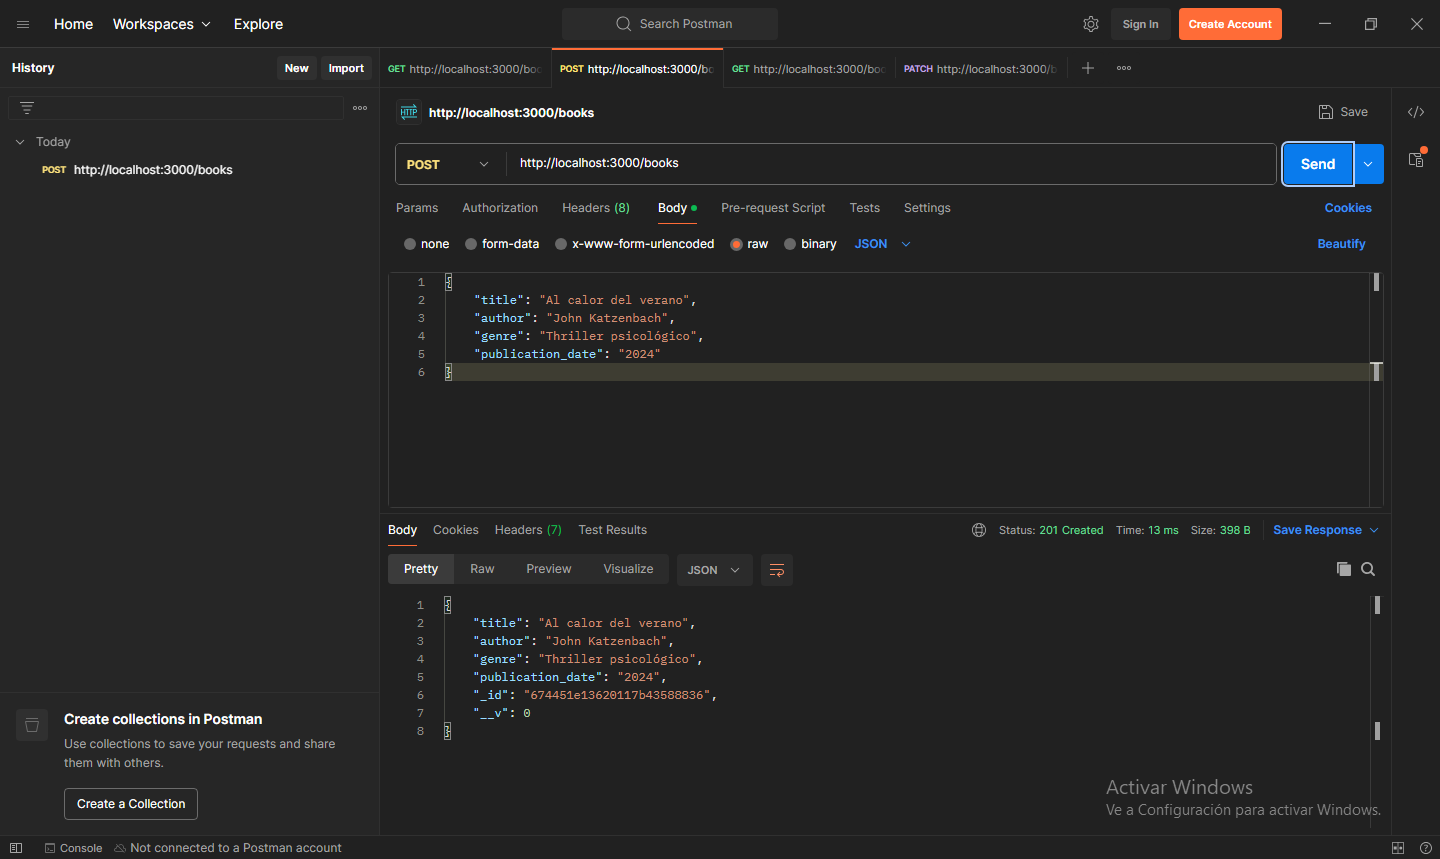 Home Workspaces Explore Search Postman Sign In Create Account
History New Import
GET http://localhost:3000/boo POST http://localhost:3000/bo GET http://localhost:3000/boo PATCH http://localhost:3000/b
HTTP http://localhost:3000/books Save
Today
POST http://localhost:3000/books
POST http://localhost:3000/books Send
Params Authorization Headers (8) Body Pre-request Script Tests Settings Cookies
none form-data x-www-form-urlencoded raw binary JSON Beautify
1 {
2 "title": "Al calor del verano",
3 "author": "John Katzenbach",
4 "genre": "Thriller psicológico",
5 "publication_date": "2024"
6 }
Body Cookies Headers (7) Test Results Status: 201 Created Time: 13 ms Size: 398 B Save Response
Pretty Raw Preview Visualize JSON
1 {
2 "title": "Al calor del verano",
3 "author": "John Katzenbach",
4 "genre": "Thriller psicológico",
5 "publication_date": "2024",
6 "_id": "674451e13620117b43588836",
7 "__v": 0
8 }
Create collections in Postman
Use collections to save your requests and share
them with others.
Create a Collection
Activar Windows
Ve a Configuración para activar Windows.
Console Not connected to a Postman account